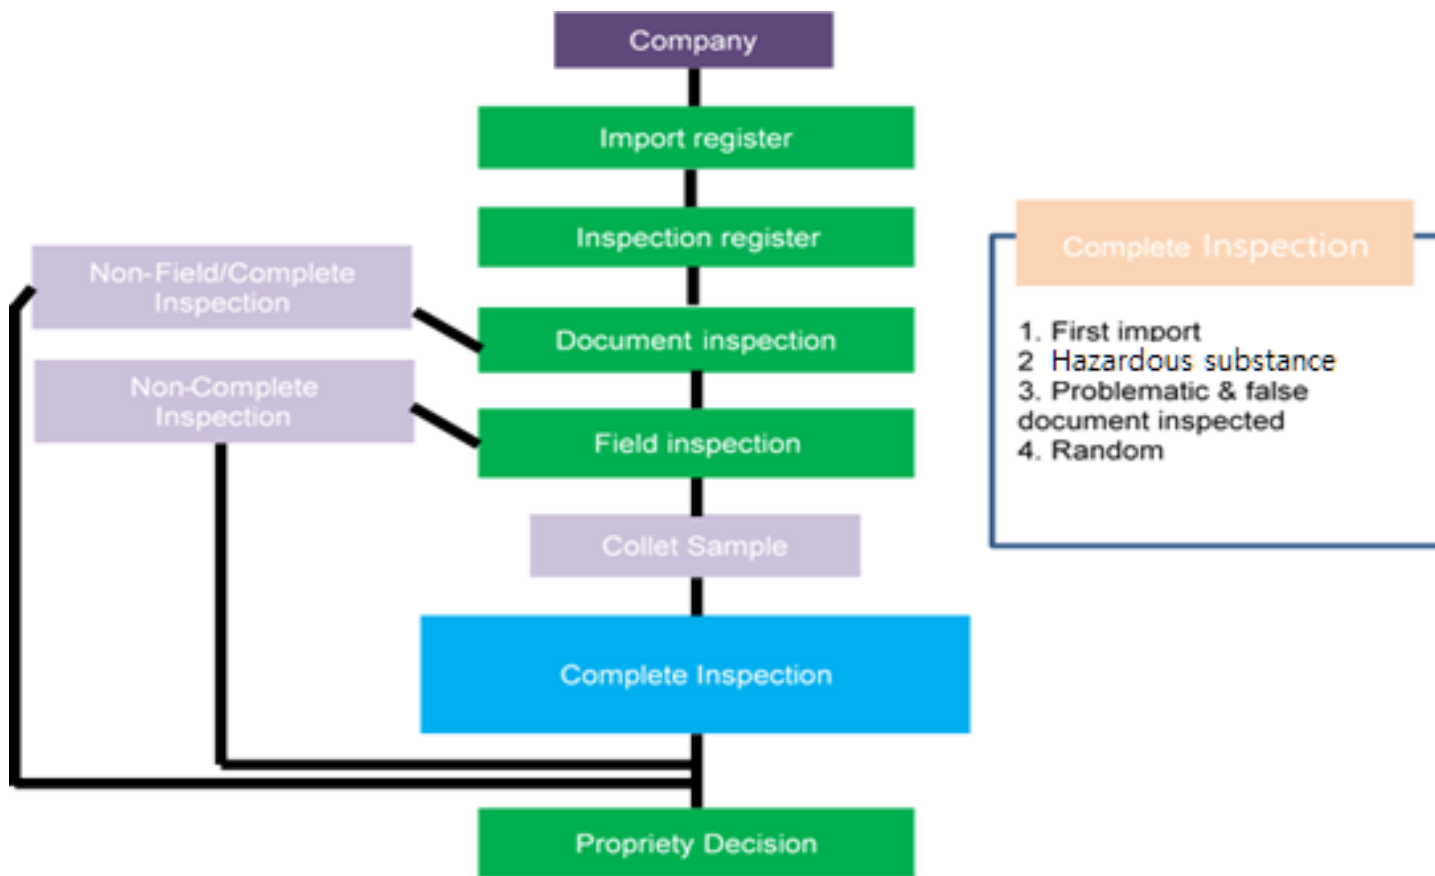 Company
Import register
Inspection register
Non-Field/Complete
Inspection
Document inspection
Non-Complete
Inspection
Field inspection
Collet Sample
Complete Inspection
Propriety Decision
Complete Inspection
1. First import
2 Hazardous substance
3. Problematic & false
document inspected
4. Random